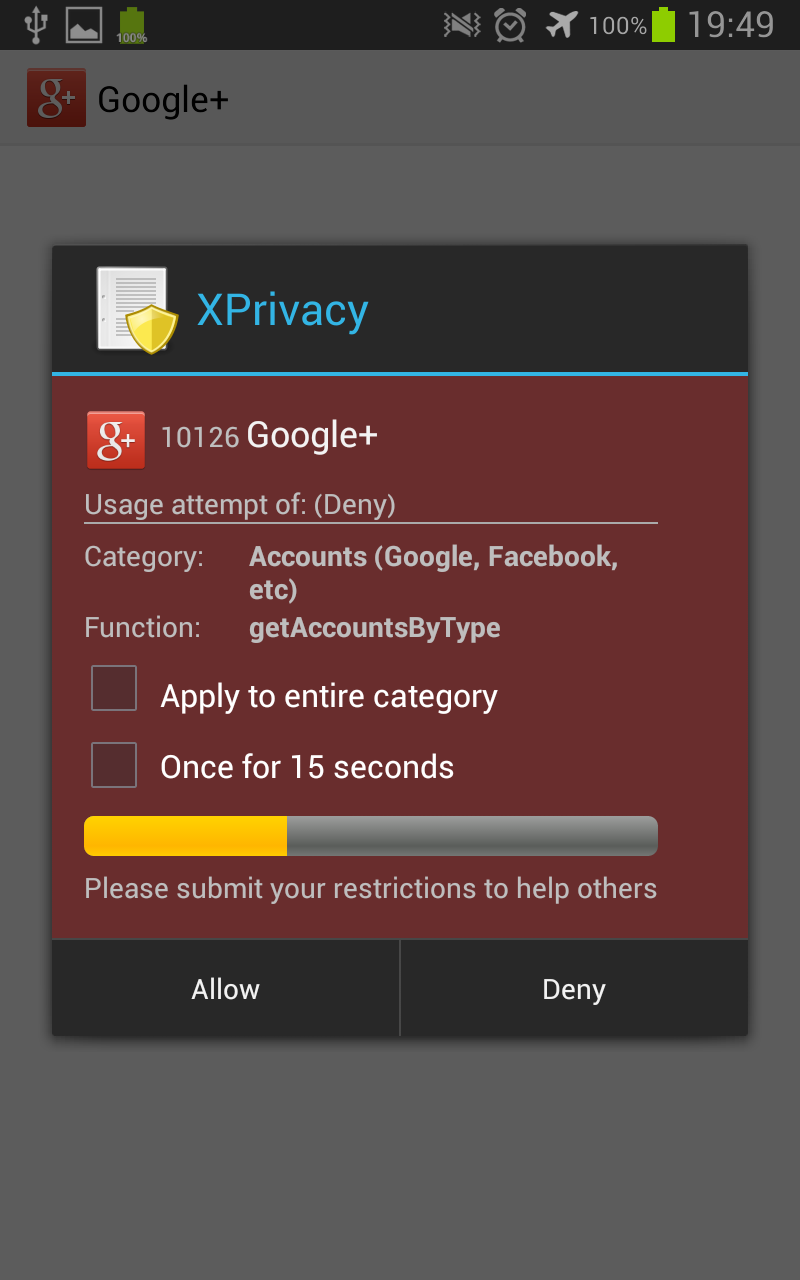 100% 100% 19:49
g+ Google+
XPrivacy
g+ 10126 Google+
Usage attempt of: (Deny)
Category: Accounts (Google, Facebook,
etc)
Function: getAccountsByType
Apply to entire category
Once for 15 seconds
Please submit your restrictions to help others
Allow Deny